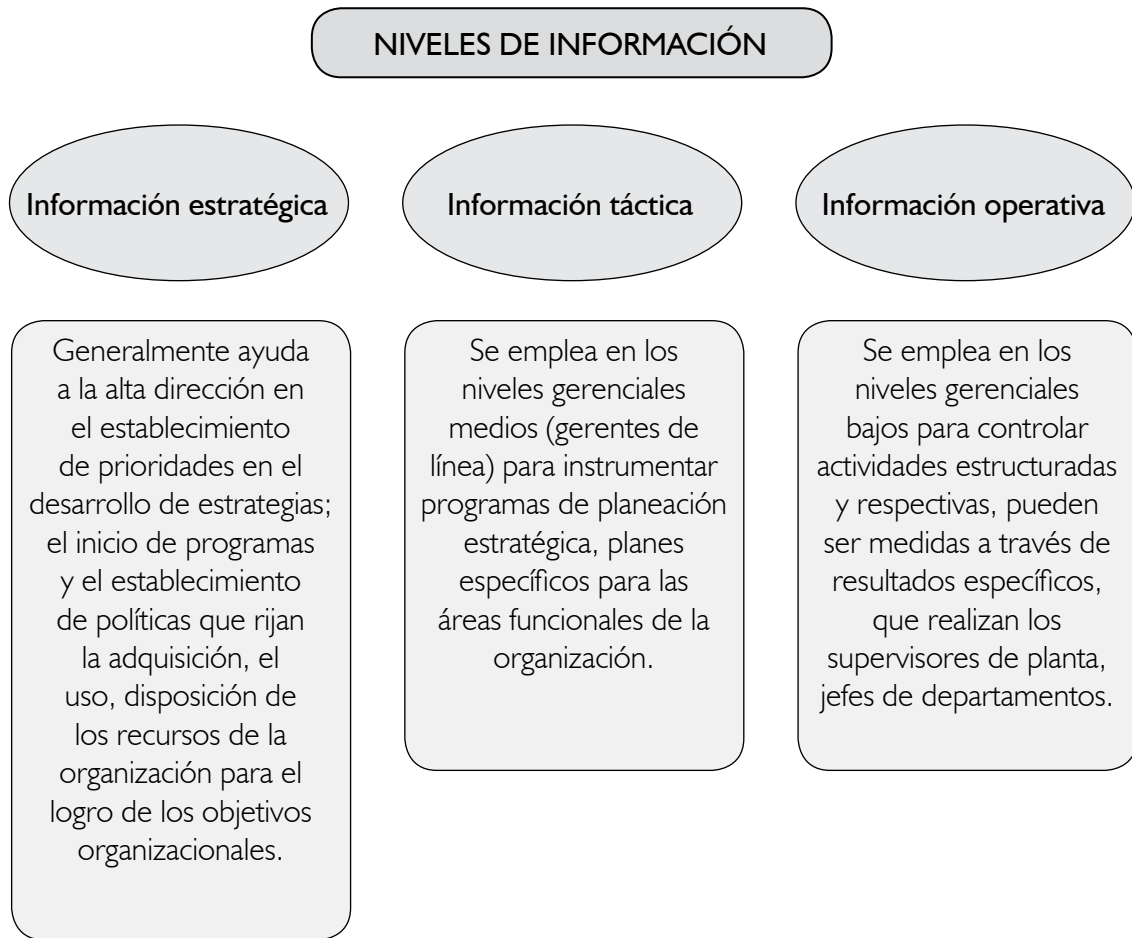 NIVELES DE INFORMACIÓN
Información estratégica
Generalmente ayuda
a la alta dirección en
el establecimiento
de prioridades en el
desarrollo de estrategias;
el inicio de programas
y el establecimiento
de políticas que rijan
la adquisición, el
uso, disposición de
los recursos de la
organización para el
logro de los objetivos
organizacionales.
Información táctica
Se emplea en los
niveles gerenciales
medios (gerentes de
línea) para instrumentar
programas de planeación
estratégica, planes
específicos para las
áreas funcionales de la
organización.
Información operativa
Se emplea en los
niveles gerenciales
bajos para controlar
actividades estructuradas
y respectivas, pueden
ser medidas a través de
resultados específicos,
que realizan los
supervisores de planta,
jefes de departamentos.